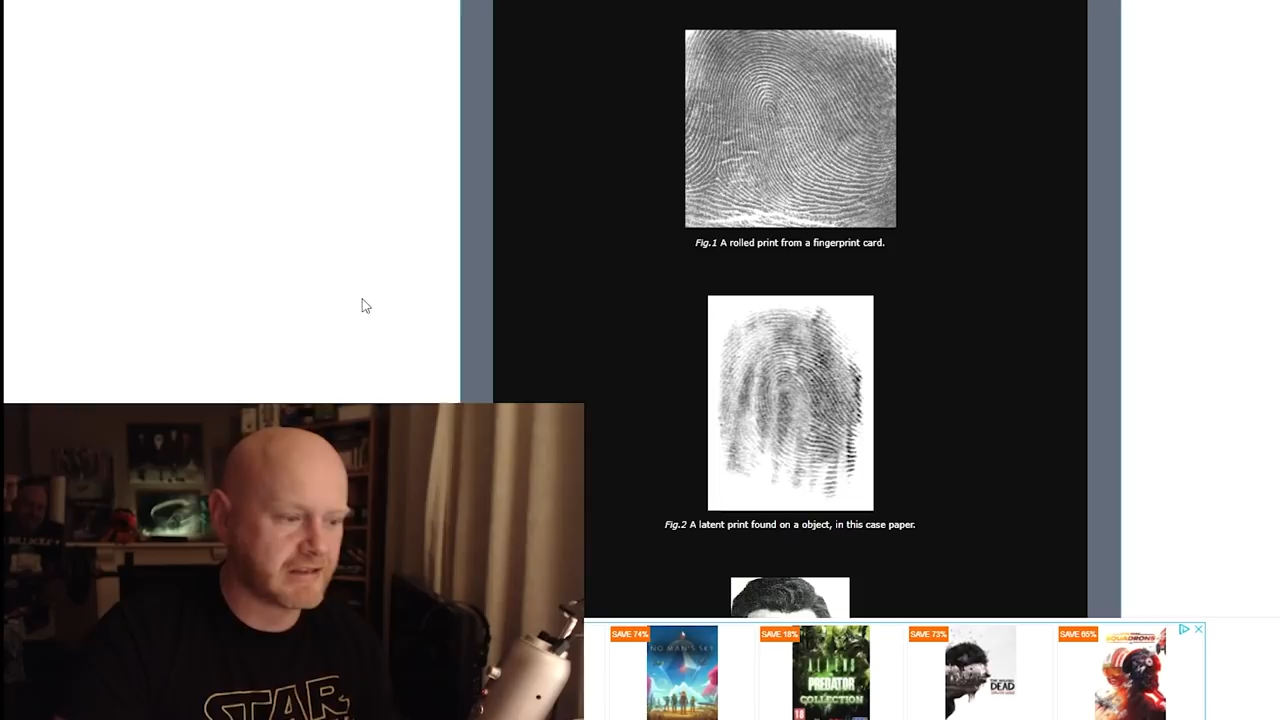 Fig.1 A rolled print from a fingerprint card.
Fig.2 A latent print found on a object, in this case paper.
STAR
SAVE 74%
NO MAN'S SKY
SAVE 18%
ALIENS
PREDATOR
COLLECTION
18
SAVE 73%
DEAD
SAVE 65%
SQUADRONS